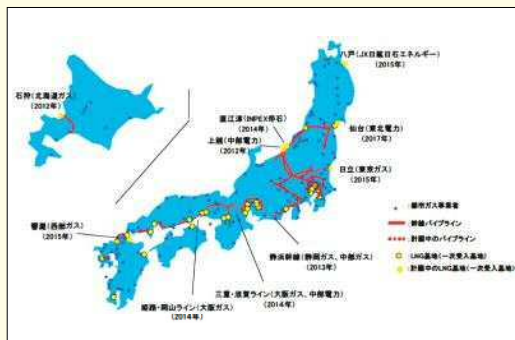 八戸(JX日鉱日石エネルギー)
(2015年)
石狩(北海道ガス)
(2012年)
直江津(INPEX帝石)
(2014年)
上越(中部電力)
(2012年)
仙台(東北電力)
(2017年)
日立(東京ガス)
(2015年)
響灘(西部ガス)
(2015年)
:都市ガス事業者
:幹線パイプライン
:計画中のパイプライン
:LNG基地(一次受入基地)
:計画中のLNG基地(一次受入基地)
静浜幹線(静岡ガス、中部ガス)
(2013年)
三重・滋賀ライン(大阪ガス、中部電力)
(2014年)
姫路・岡山ライン(大阪ガス)
(2014年)